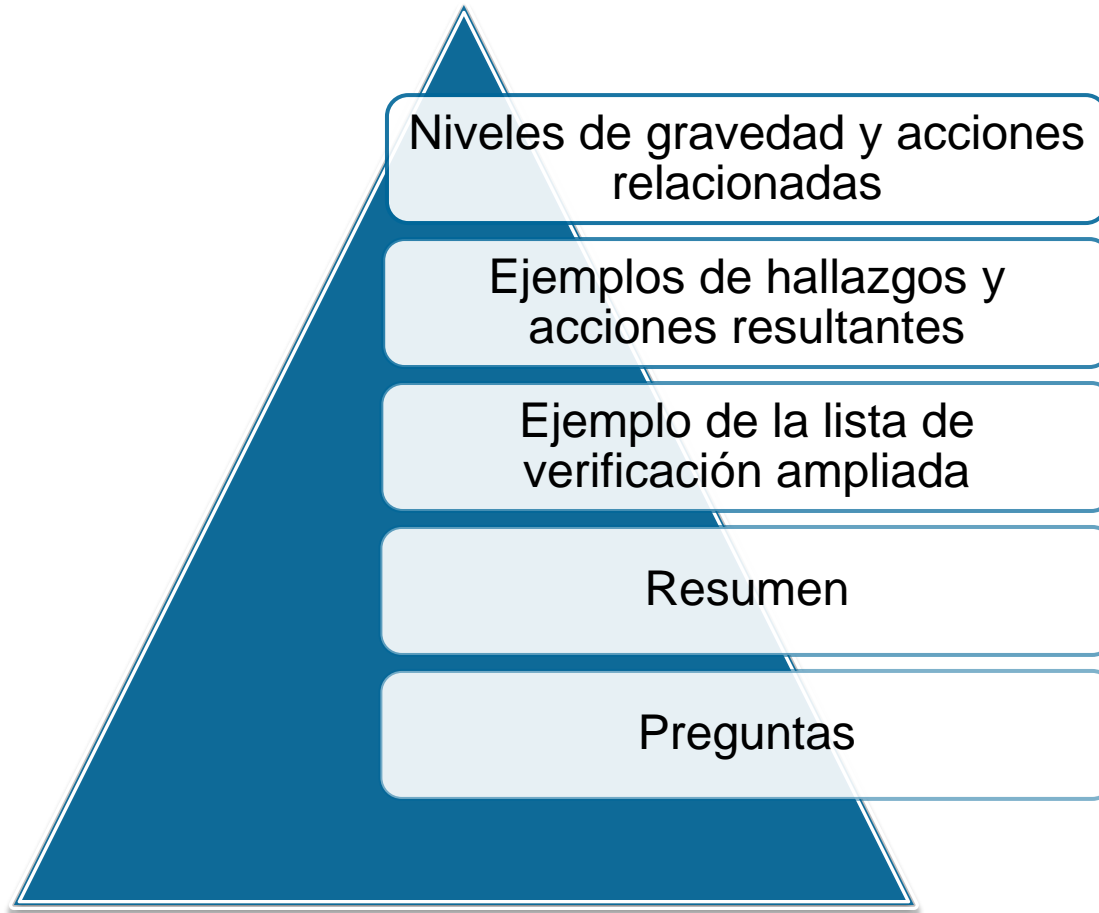 Niveles de gravedad y acciones
relacionadas
Ejemplos de hallazgos y
acciones resultantes
Ejemplo de la lista de
verificación ampliada
Resumen
Preguntas